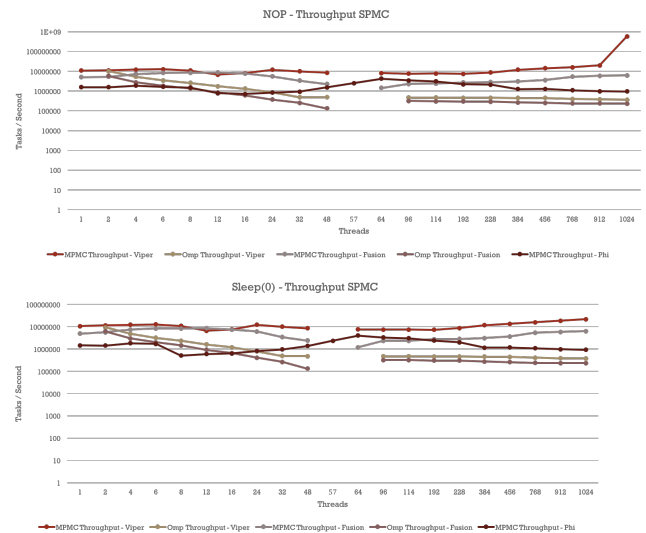 NOP - Throughput SPMC
1E+09
100000000
10000000
1000000
100000
10000
1000
100
10
1
Tasks / Second
1 2 4 6 8 12 16 24 32 48 57 64 96 114 192 228 384 456 768 912 1024
Threads
MPMC Throughput - Viper Omp Throughput - Viper MPMC Throughput - Fusion Omp Throughput - Fusion MPMC Throughput - Phi
Sleep(0) - Throughput SPMC
100000000
10000000
1000000
100000
10000
1000
100
10
1
Tasks / Second
1 2 4 6 8 12 16 24 32 48 57 64 96 114 192 228 384 456 768 912 1024
Threads
MPMC Throughput - Viper Omp Throughput - Viper MPMC Throughput - Fusion Omp Throughput - Fusion MPMC Throughput - Phi